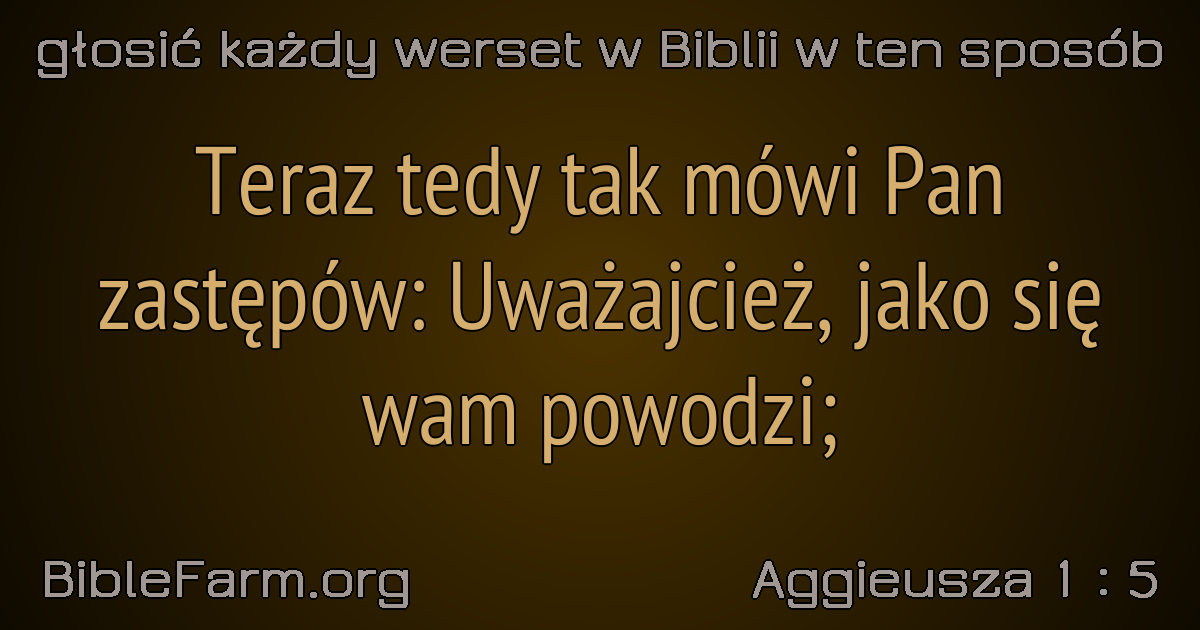 głosić każdy werset w Biblii w ten sposób
Teraz tedy tak mówi Pan
zastępów: Uważajcież, jako się
wam powodzi;
BibleFarm.org
Aggieusza 1 : 5